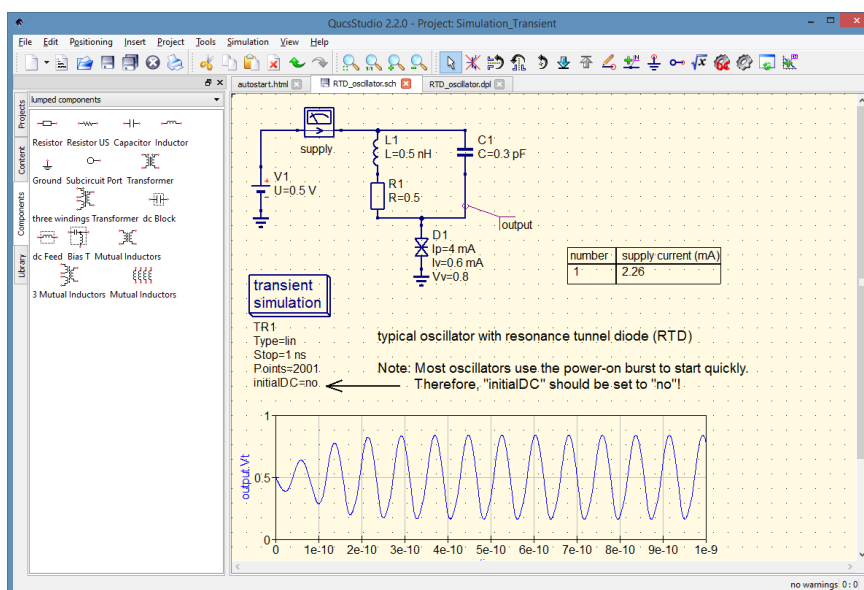 QucsStudio 2.2.0 - Project: Simulation_Transient
File Edit Positioning Insert Project Tools Simulation View Help
autostart.html RTD_oscillator.sch RTD_oscillator.dpl
Projects
Content
Components
Library
lumped components
Resistor Resistor US Capacitor Inductor
Ground Subcircuit Port Transformer
three windings Transformer dc Block
dc Feed Bias T Mutual Inductors
3 Mutual Inductors Mutual Inductors
supply
V1
U=0.5 V
L1
L=0.5 nH
R1
R=0.5
C1
C=0.3 pF
output
D1
Ip=4 mA
Iv=0.6 mA
Vv=0.8
number supply current (mA)
1 2.26
transient
simulation
TR1
Type=lin
Stop=1 ns
Points=2001
initialDC=no
typical oscillator with resonance tunnel diode (RTD)
Note: Most oscillators use the power-on burst to start quickly.
Therefore, "initialDC" should be set to "no"!
output.Vt
1
0.5
0
0 1e-10 2e-10 3e-10 4e-10 5e-10 6e-10 7e-10 8e-10 9e-10 1e-9
no warnings 0 : 0